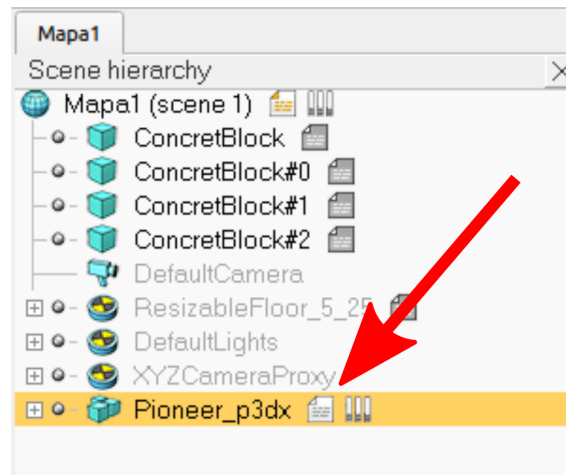 Mapa1
Scene hierarchy
Mapa1 (scene 1)
ConcretBlock
ConcretBlock#0
ConcretBlock#1
ConcretBlock#2
DefaultCamera
ResizableFloor_5_25
DefaultLights
XYZCameraProxy
Pioneer_p3dx